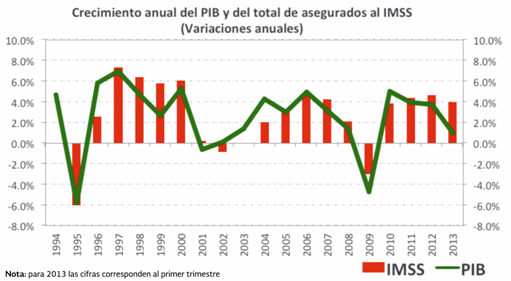 Crecimiento anual del PIB y del total de asegurados al IMSS
(Variaciones anuales)
10.0% 10.0%
8.0% 8.0%
6.0% 6.0%
4.0% 4.0%
2.0% 2.0%
0.0% 0.0%
-2.0% -2.0%
-4.0% -4.0%
-6.0% -6.0%
-8.0% -8.0%
1994 1995 1996 1997 1998 1999 2000 2001 2002 2003 2004 2005 2006 2007 2008 2009 2010 2011 2012 2013
IMSS PIB
Nota: para 2013 las cifras corresponden al primer trimestre